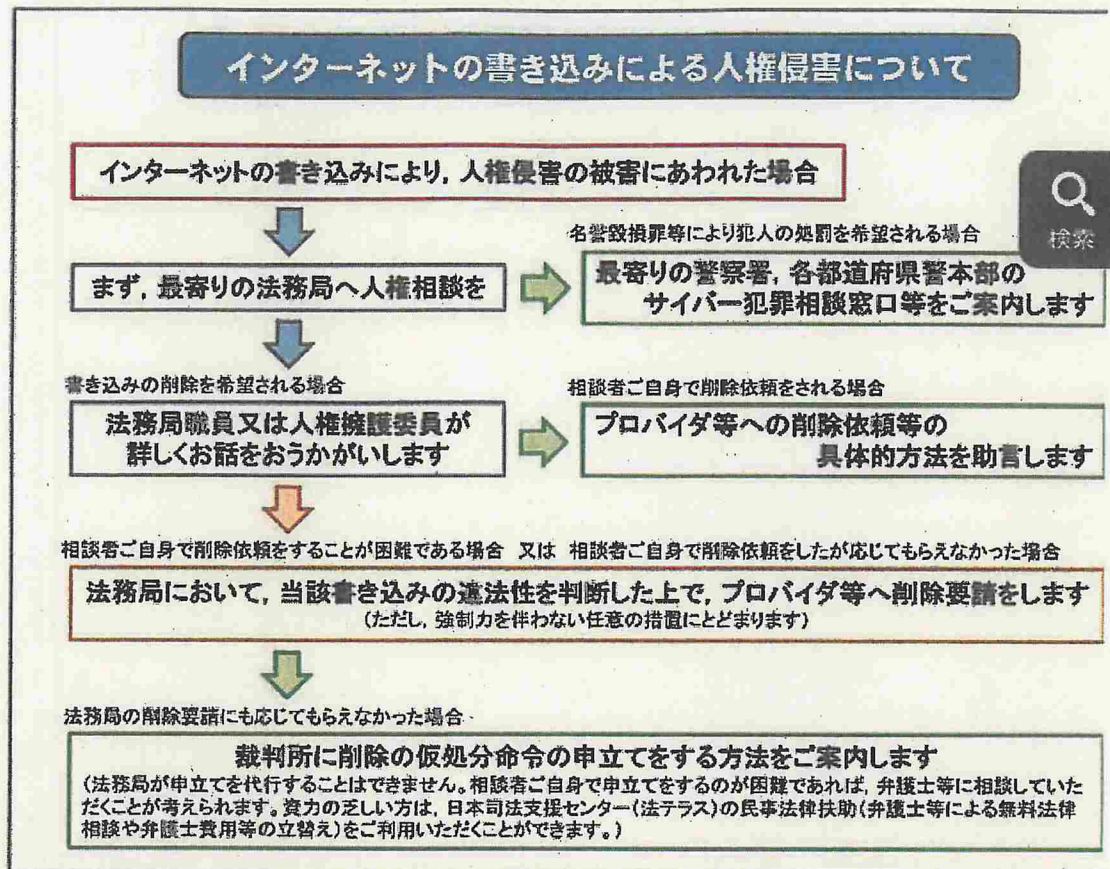 インターネットの書き込みによる人権侵害について
インターネットの書き込みにより，人権侵害の被害にあわれた場合
検索
まず，最寄りの法務局へ人権相談を
名誉毀損罪等により犯人の処罰を希望される場合
最寄りの警察署，各都道府県警本部の
サイバー犯罪相談窓口等をご案内します
書き込みの削除を希望される場合
法務局職員又は人権擁護委員が
詳しくお話をおうかがいします
相談者ご自身で削除依頼をされる場合
プロバイダ等への削除依頼等の
具体的方法を助言します
相談者ご自身で削除依頼をすることが困難である場合 又は 相談者ご自身で削除依頼をしたが応じてもらえなかった場合
法務局において，当該書き込みの違法性を判断した上で，プロバイダ等へ削除要請をします
（ただし，強制力を伴わない任意の措置にとどまります）
法務局の削除要請にも応じてもらえなかった場合
裁判所に削除の仮処分命令の申立てをする方法をご案内します
（法務局が申立てを代行することはできません。相談者ご自身で申立てをするのが困難であれば，弁護士等に相談していた
だくことが考えられます。資力の乏しい方は，日本司法支援センター（法テラス）の民事法律扶助（弁護士等による無料法律
相談や弁護士費用等の立替え）をご利用いただくことができます。）